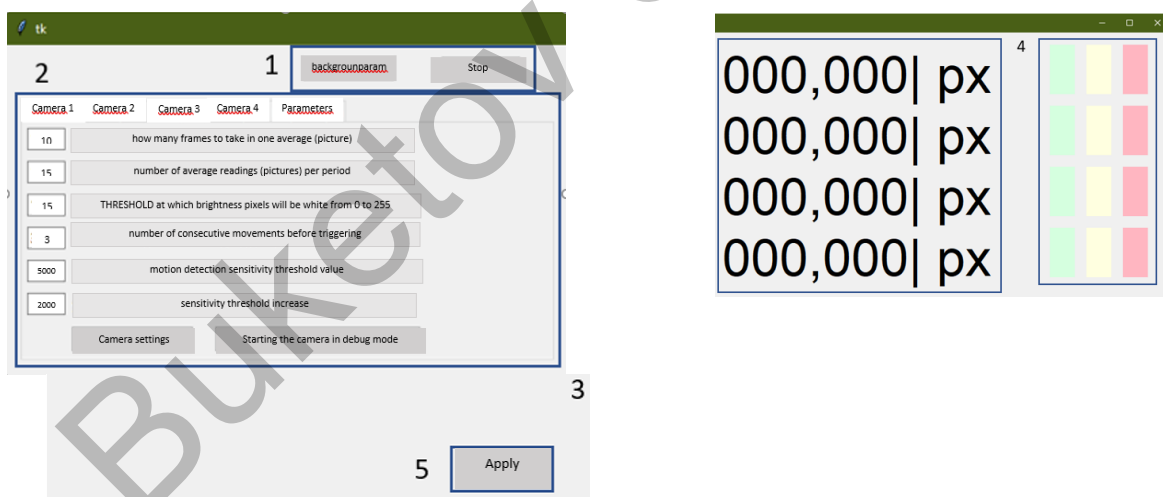 tk
1
backgrounparam
Stop
2
Camera 1
Camera 2
Camera 3
Camera 4
Parameters
10
how many frames to take in one average (picture)
15
number of average readings (pictures) per period
15
THRESHOLD at which brightness pixels will be white from 0 to 255
3
number of consecutive movements before triggering
5000
motion detection sensitivity threshold value
2000
sensitivity threshold increase
Camera settings
Starting the camera in debug mode
3
5
Apply
000,000| px
000,000| px
000,000| px
000,000| px
4
Buketov